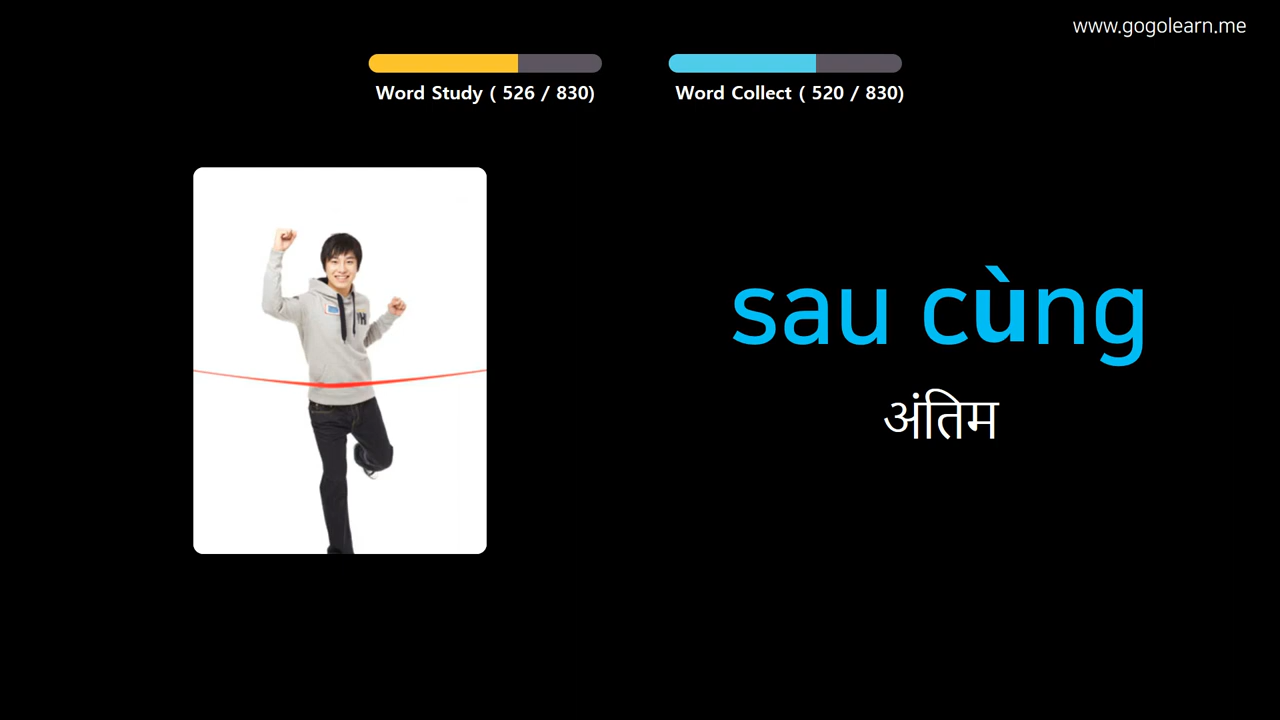 www.gogolearn.me
Word Study ( 526 / 830)
Word Collect ( 520 / 830)
sau cùng
अंतिम